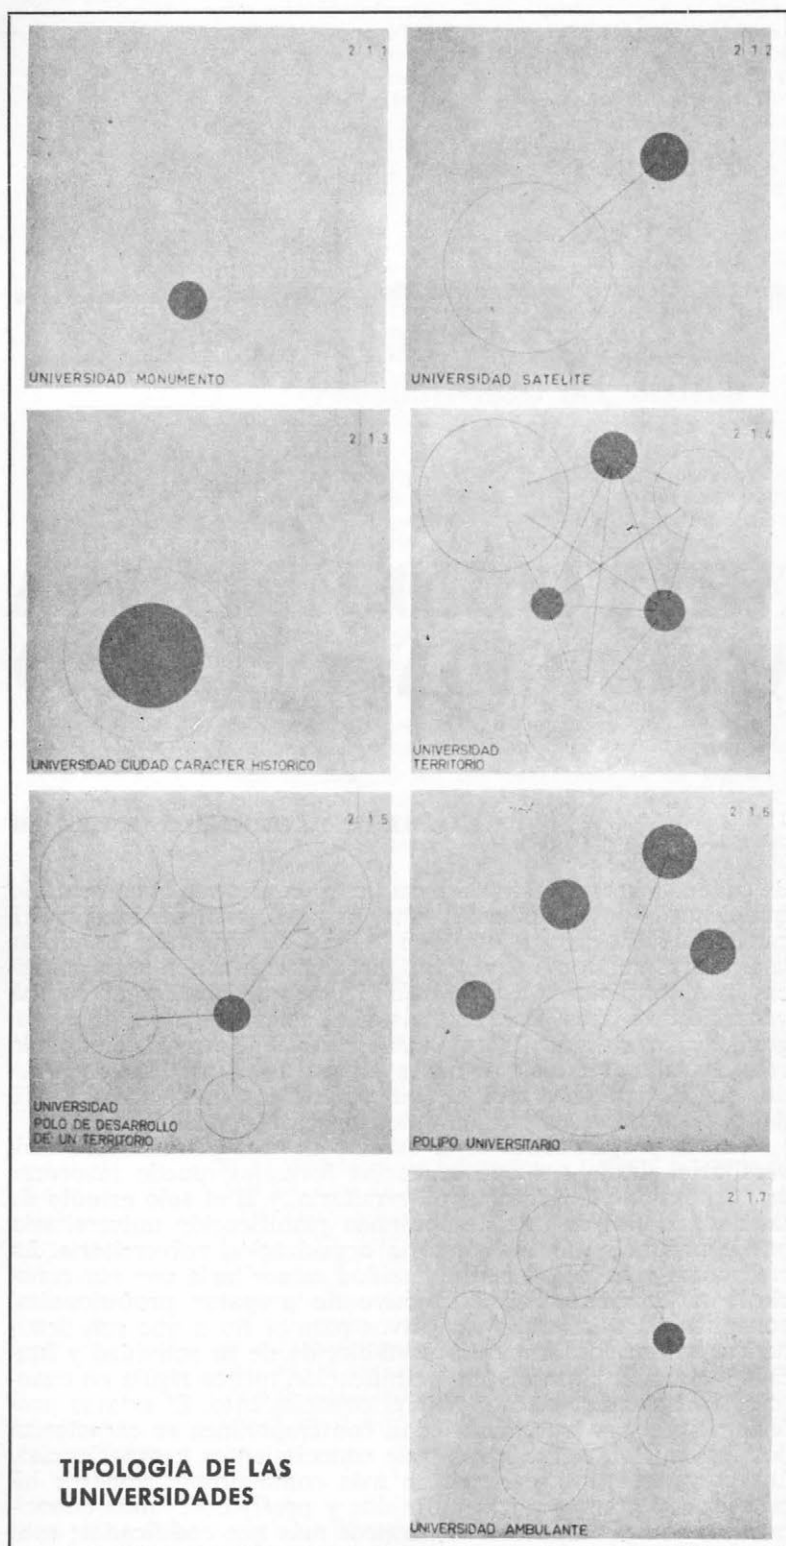 2 1.1
UNIVERSIDAD MONUMENTO
2 1.2
UNIVERSIDAD SATELITE
2 1.3
UNIVERSIDAD CIUDAD CARACTER HISTORICO
2 1.4
UNIVERSIDAD
TERRITORIO
2 1.5
UNIVERSIDAD
POLO DE DESARROLLO
DE UN TERRITORIO
2 1.6
POLIPO UNIVERSITARIO
2 1.7
UNIVERSIDAD AMBULANTE
TIPOLOGIA DE LAS
UNIVERSIDADES